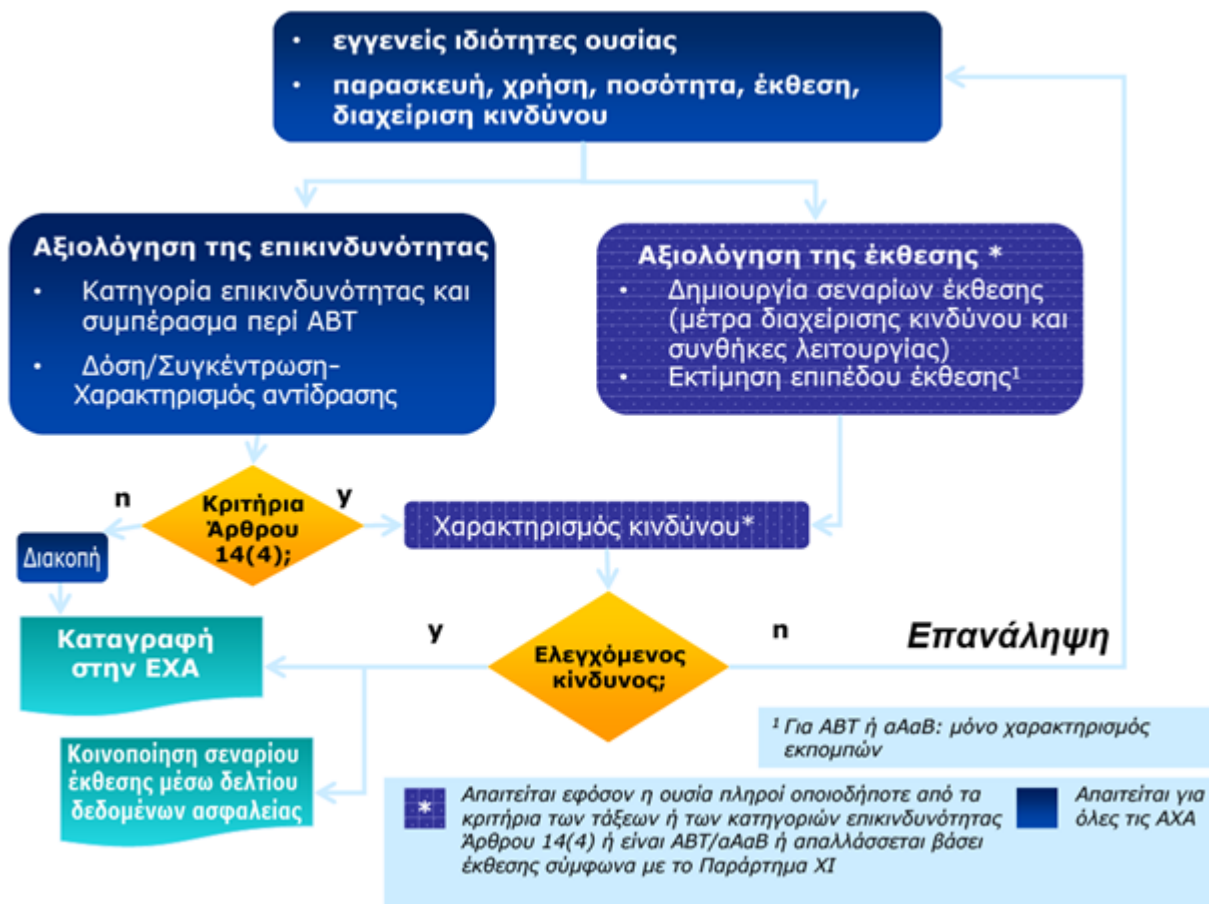 • εγγενείς ιδιότητες ουσίας
• παρασκευή, χρήση, ποσότητα, έκθεση,
διαχείριση κινδύνου
Αξιολόγηση της επικινδυνότητας
• Κατηγορία επικινδυνότητας και
συμπέρασμα περί ΑΒΤ
• Δόση/Συγκέντρωση–
Χαρακτηρισμός αντίδρασης
Αξιολόγηση της έκθεσης *
• Δημιουργία σεναρίων έκθεσης
(μέτρα διαχείρισης κινδύνου και
συνθήκες λειτουργίας)
• Εκτίμηση επιπέδου έκθεσης¹
n
Κριτήρια
Άρθρου
14(4);
y
Χαρακτηρισμός κινδύνου*
Διακοπή
Καταγραφή
στην ΕΧΑ
y
Ελεγχόμενος
κίνδυνος;
n
Επανάληψη
Κοινοποίηση σεναρίου
έκθεσης μέσω δελτίου
δεδομένων ασφαλείας
¹ Για ΑΒΤ ή αΑαΒ: μόνο χαρακτηρισμός
εκπομπών
* Απαιτείται εφόσον η ουσία πληροί οποιοδήποτε από τα
κριτήρια των τάξεων ή των κατηγοριών επικινδυνότητας
Άρθρου 14(4) ή είναι ΑΒΤ/αΑαΒ ή απαλλάσσεται βάσει
έκθεσης σύμφωνα με το Παράρτημα XI
Απαιτείται για
όλες τις ΑΧΑ